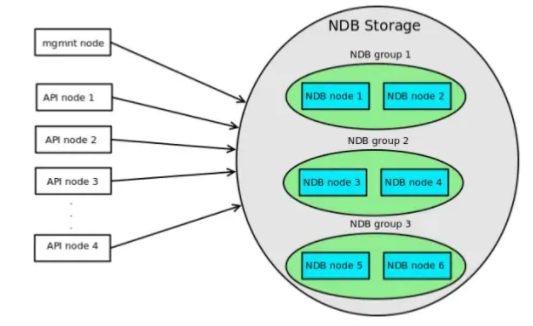 NDB Storage
mgmnt node
API node 1
API node 2
API node 3
.
.
.
API node 4
NDB group 1
NDB node 1
NDB node 2
NDB group 2
NDB node 3
NDB node 4
NDB group 3
NDB node 5
NDB node 6